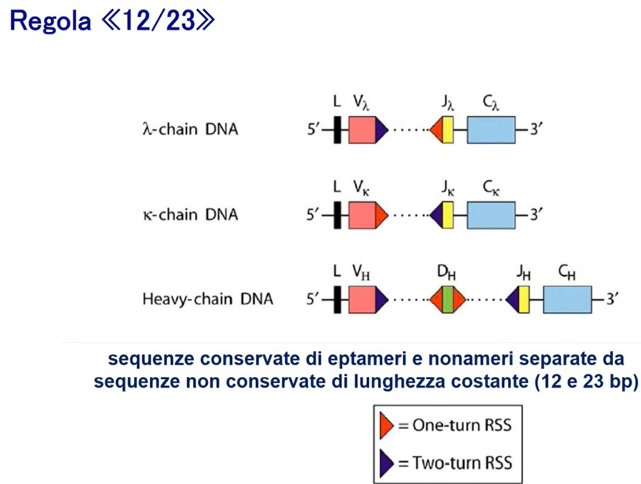 Regola 《12/23》
L Vλ Jλ Cλ
λ-chain DNA 5′ 3′
L Vκ Jκ Cκ
κ-chain DNA 5′ 3′
L VH DH JH CH
Heavy-chain DNA 5′ 3′
sequenze conservate di eptameri e nonameri separate da
sequenze non conservate di lunghezza costante (12 e 23 bp)
= One-turn RSS
= Two-turn RSS